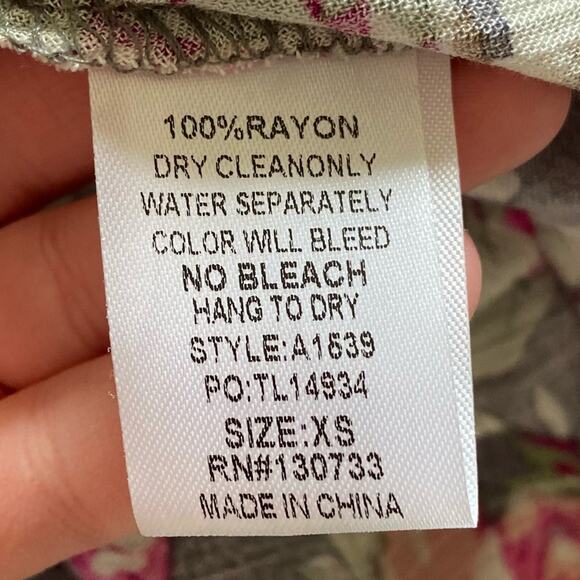 100%RAYON
DRY CLEANONLY
WATER SEPARATELY
COLOR WILL BLEED
NO BLEACH
HANG TO DRY
STYLE:A1639
PO:TL14934
SIZE:XS
RN#130733
MADE IN CHINA